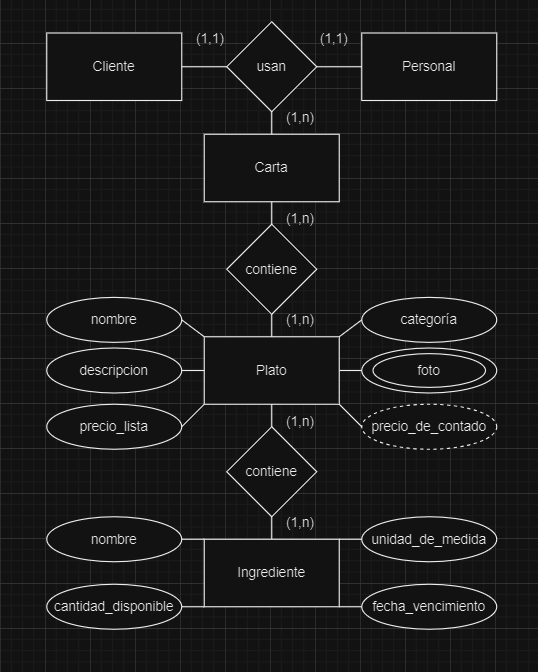 (1,1)
(1,1)
Cliente
usan
Personal
(1,n)
Carta
(1,n)
contiene
(1,n)
nombre
categoría
descripcion
Plato
foto
precio_lista
(1,n)
precio_de_contado
contiene
(1,n)
nombre
unidad_de_medida
Ingrediente
cantidad_disponible
fecha_vencimiento